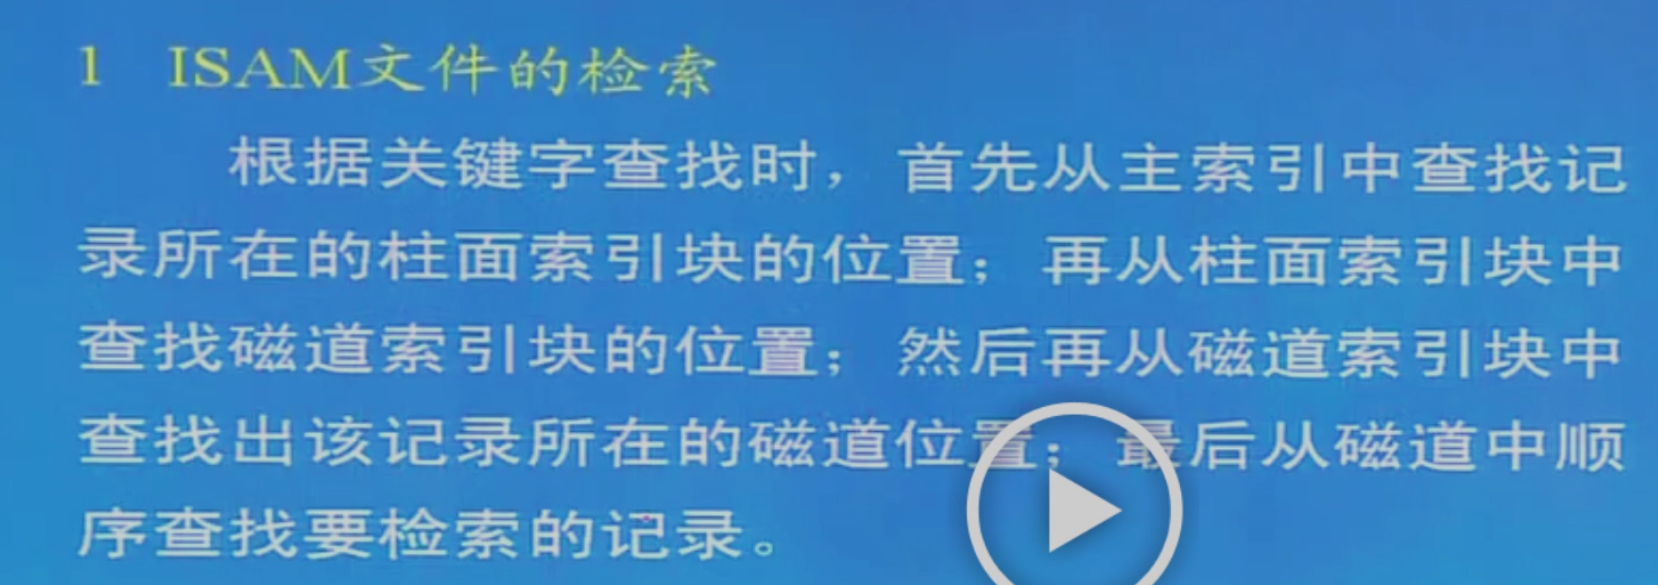 1 ISAM文件的检索
根据关键字查找时，首先从主索引中查找记
录所在的柱面索引块的位置；再从柱面索引块中
查找磁道索引块的位置；然后再从磁道索引块中
查找出该记录所在的磁道位置；最后从磁道中顺
序查找要检索的记录。